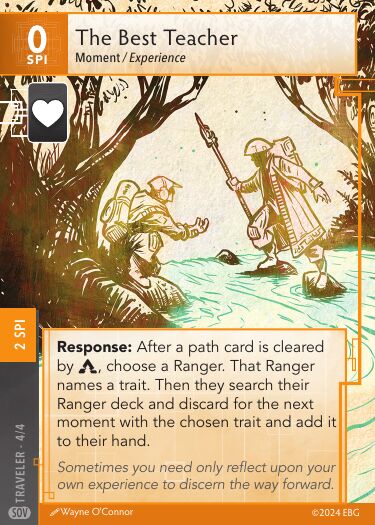 0
SPI
The Best Teacher
Moment / Experience
2 SPI
Response: After a path card is cleared
by , choose a Ranger. That Ranger
names a trait. Then they search their
Ranger deck and discard for the next
moment with the chosen trait and add it
to their hand.
Sometimes you need only reflect upon your
own experience to discern the way forward.
SOV TRAVELER · 4/4
Wayne O'Connor
©2024 EBG